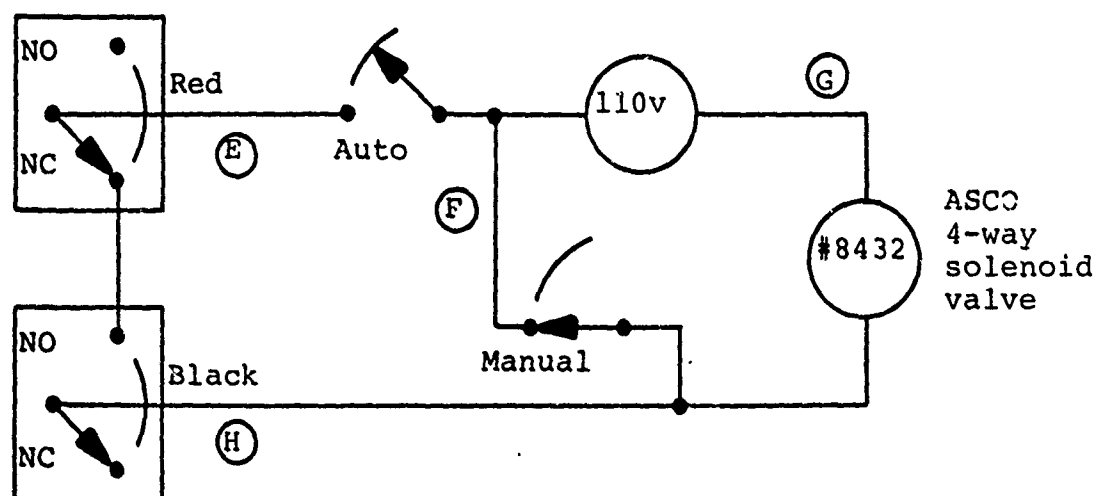 NO
Red
NC
E
Auto
110v
G
F
ASCO
4-way
solenoid
valve
#8432
Manual
NO
Black
NC
H